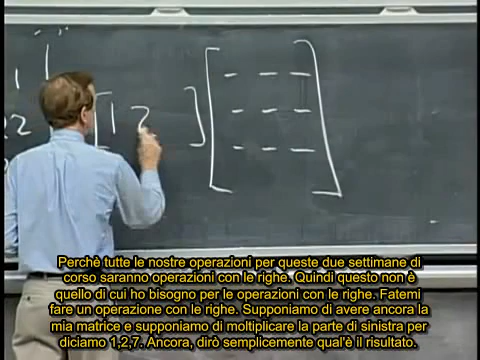 1 2
Perchè tutte le nostre operazioni per queste due settimane di
corso saranno operazioni con le righe. Quindi questo non è
quello di cui ho bisogno per le operazioni con le righe. Fatemi
fare un operazione con le righe. Supponiamo di avere ancora la
mia matrice e supponiamo di moltiplicare la parte di sinistra per
diciamo 1,2,7. Ancora, dirò semplicemente qual'è il risultato.